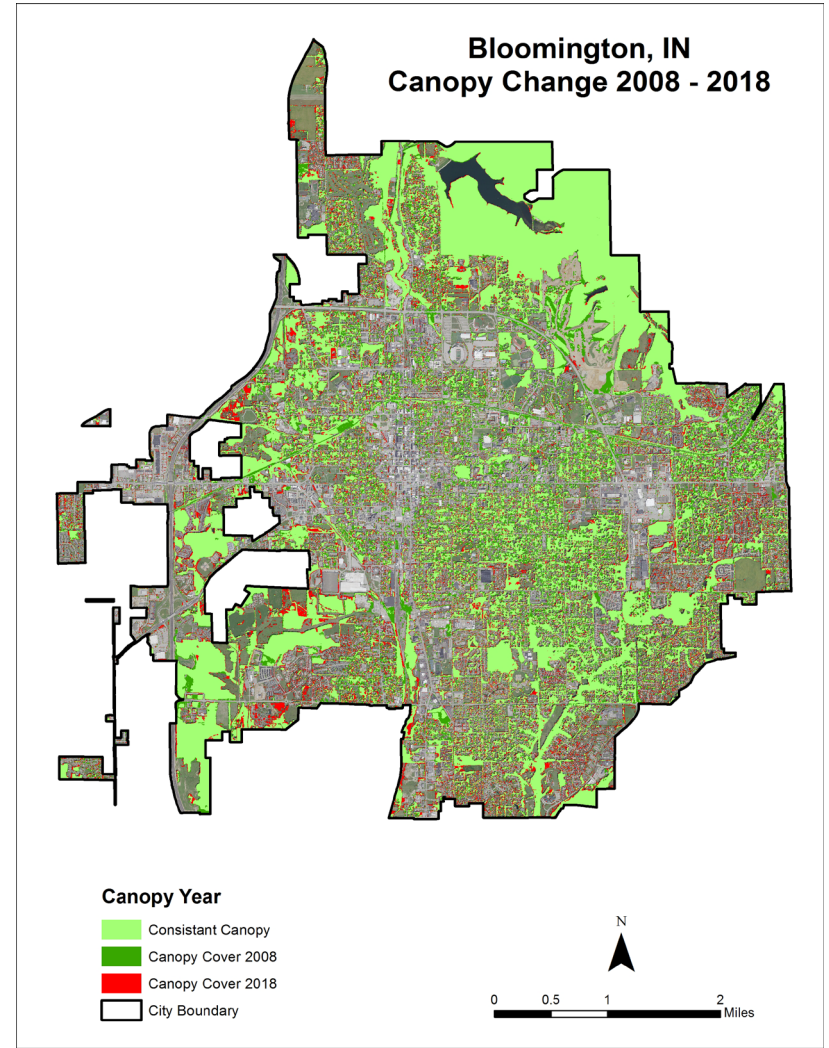 Bloomington, IN
Canopy Change 2008 - 2018
Canopy Year
Consistant Canopy
Canopy Cover 2008
Canopy Cover 2018
City Boundary
N
0 0.5 1 2
Miles